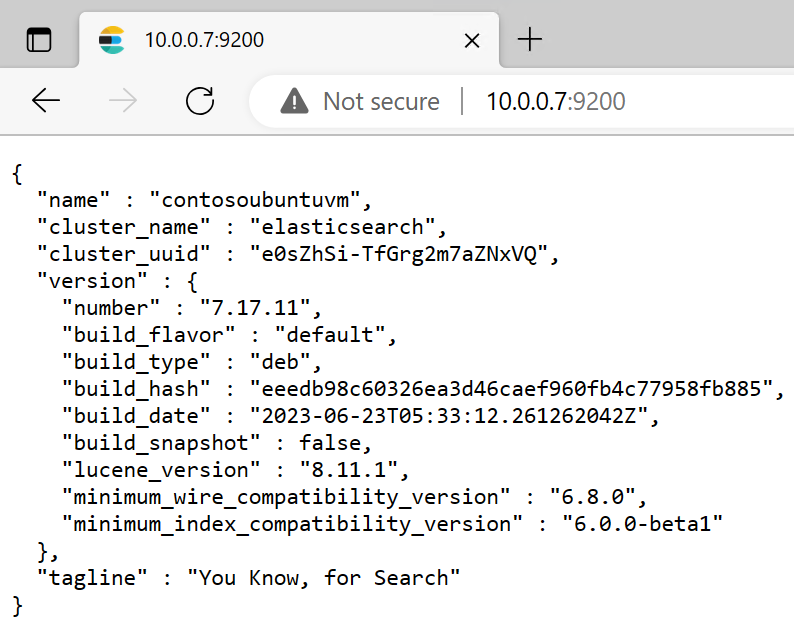 10.0.0.7:9200
Not secure | 10.0.0.7:9200
{
  "name" : "contosoubuntuvm",
  "cluster_name" : "elasticsearch",
  "cluster_uuid" : "e0sZhSi-TfGrg2m7aZNxVQ",
  "version" : {
    "number" : "7.17.11",
    "build_flavor" : "default",
    "build_type" : "deb",
    "build_hash" : "eeedb98c60326ea3d46caef960fb4c77958fb885",
    "build_date" : "2023-06-23T05:33:12.261262042Z",
    "build_snapshot" : false,
    "lucene_version" : "8.11.1",
    "minimum_wire_compatibility_version" : "6.8.0",
    "minimum_index_compatibility_version" : "6.0.0-beta1"
  },
  "tagline" : "You Know, for Search"
}